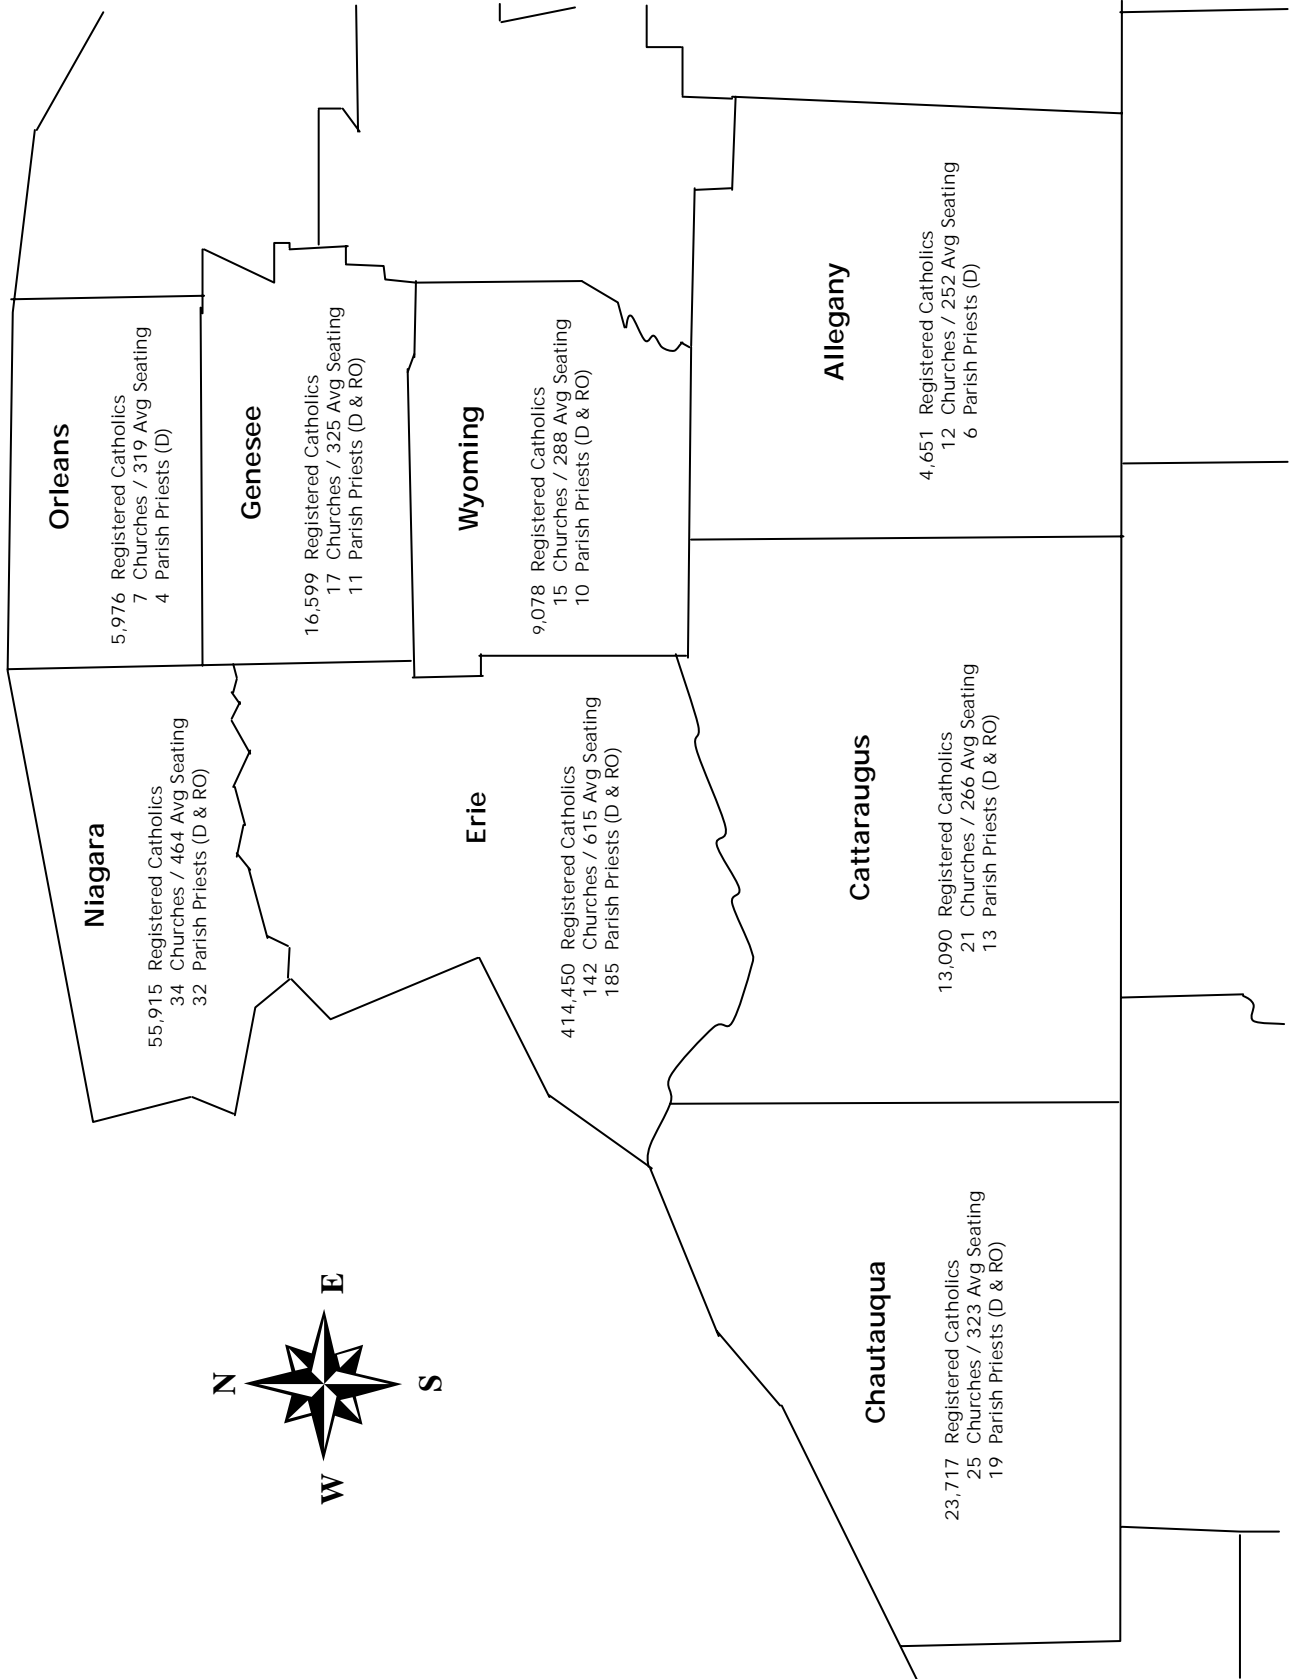 Niagara
55,915 Registered Catholics
34 Churches / 464 Avg Seating
32 Parish Priests (D & RO)
Orleans
5,976 Registered Catholics
7 Churches / 319 Avg Seating
4 Parish Priests (D)
Genesee
16,599 Registered Catholics
17 Churches / 325 Avg Seating
11 Parish Priests (D & RO)
N
W
E
S
Erie
414,450 Registered Catholics
142 Churches / 615 Avg Seating
185 Parish Priests (D & RO)
Wyoming
9,078 Registered Catholics
15 Churches / 288 Avg Seating
10 Parish Priests (D & RO)
Chautauqua
23,717 Registered Catholics
25 Churches / 323 Avg Seating
19 Parish Priests (D & RO)
Cattaraugus
13,090 Registered Catholics
21 Churches / 266 Avg Seating
13 Parish Priests (D & RO)
Allegany
4,651 Registered Catholics
12 Churches / 252 Avg Seating
6 Parish Priests (D)